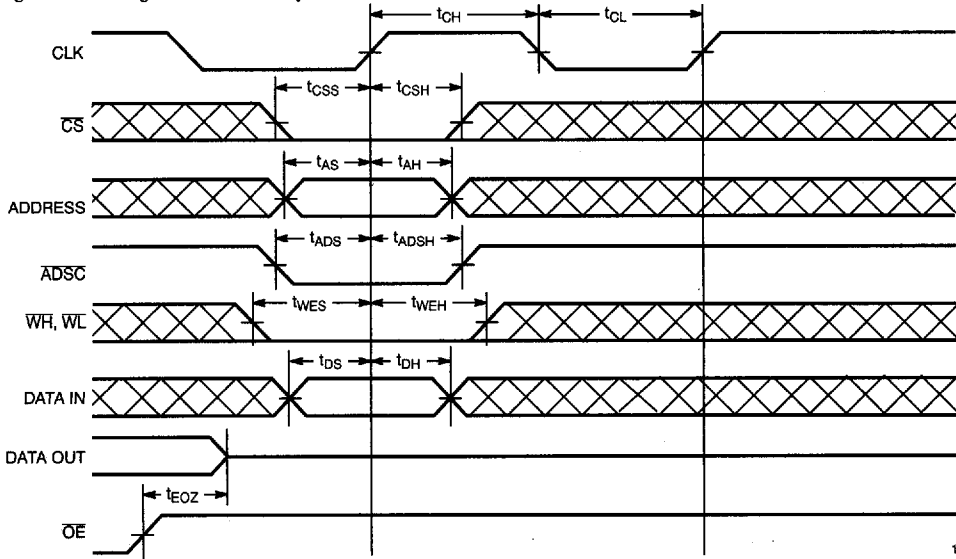 tCH tCL
CLK
tCSS tCSH
CS
tAS tAH
ADDRESS
tADS tADSH
ADSC
tWES tWEH
WH, WL
tDS tDH
DATA IN
DATA OUT
tEOZ
OE